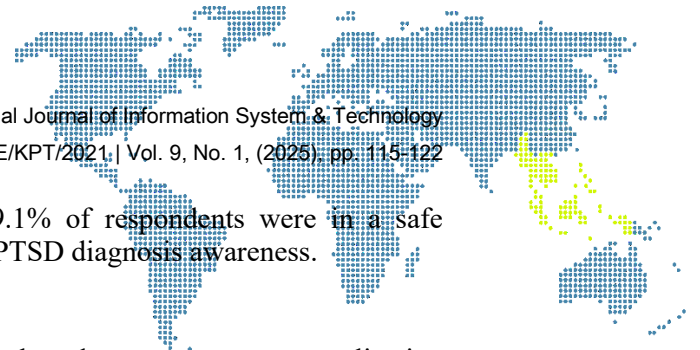 al Journal of Information System & Technology
E/KPT/2021 | Vol. 9, No. 1, (2025), pp. 115-122
9.1% of respondents were in a safe
PTSD diagnosis awareness.